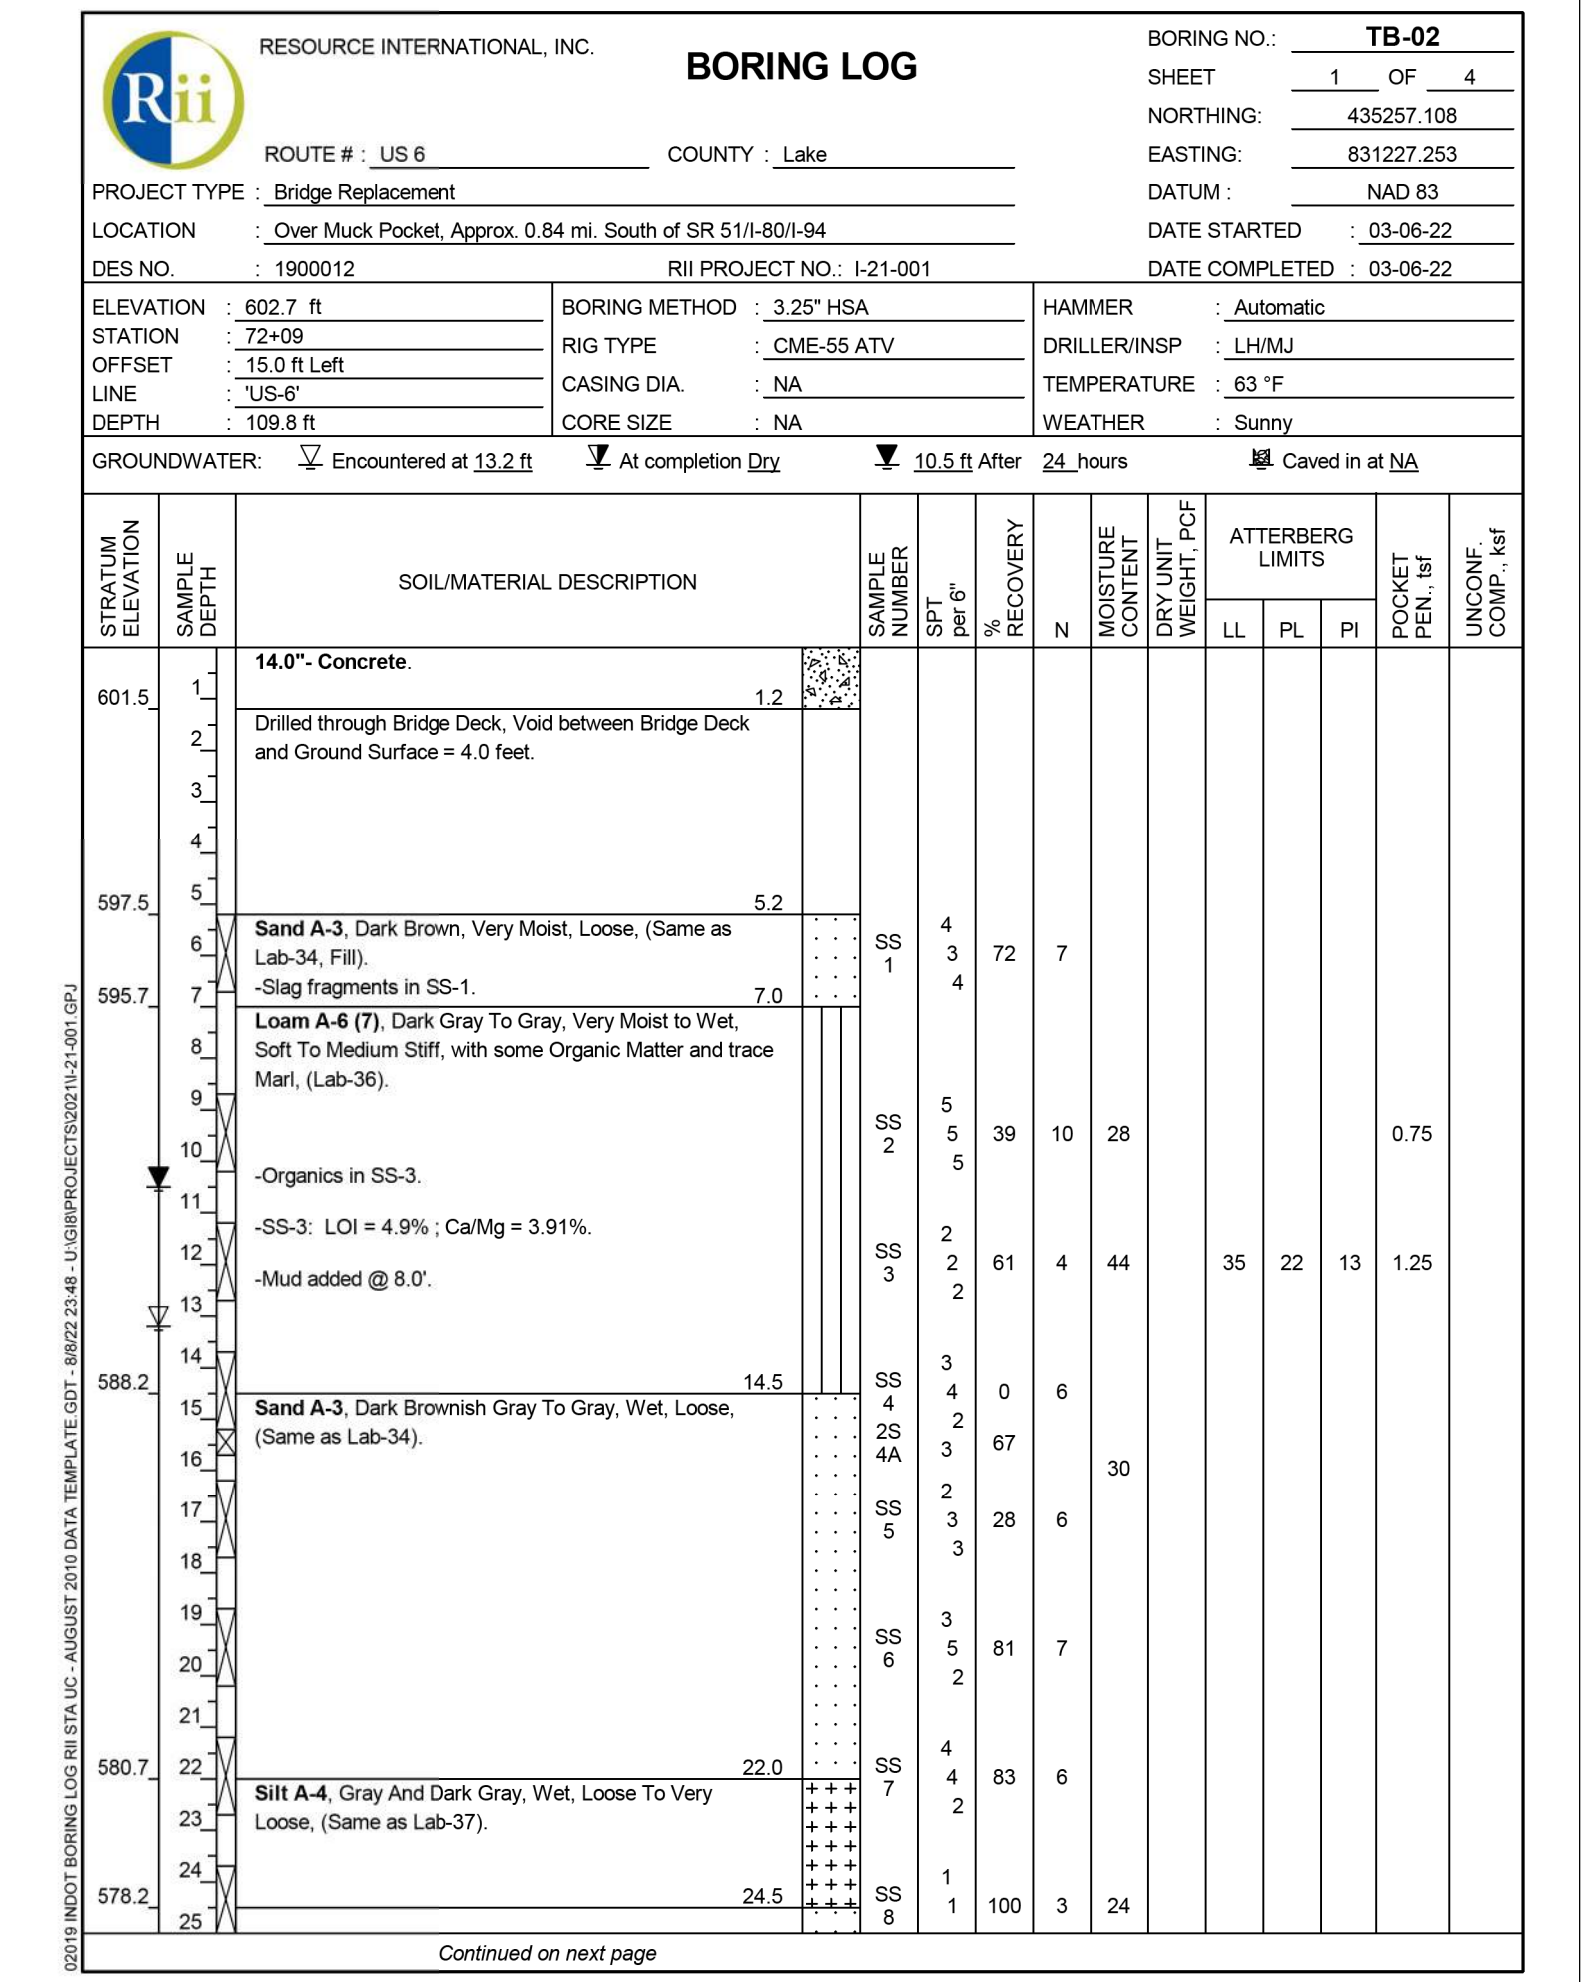 RESOURCE INTERNATIONAL, INC.
Rii
BORING LOG
BORING NO.: TB-02
SHEET 1 OF 4
NORTHING: 435257.108
ROUTE # : US 6 COUNTY : Lake
EASTING: 831227.253
PROJECT TYPE : Bridge Replacement
DATUM : NAD 83
LOCATION : Over Muck Pocket, Approx. 0.84 mi. South of SR 51/I-80/I-94
DATE STARTED : 03-06-22
DES NO. : 1900012 RII PROJECT NO.: I-21-001
DATE COMPLETED : 03-06-22
ELEVATION : 602.7 ft
STATION : 72+09
OFFSET : 15.0 ft Left
LINE : 'US-6'
DEPTH : 109.8 ft
BORING METHOD : 3.25" HSA
RIG TYPE : CME-55 ATV
CASING DIA. : NA
CORE SIZE : NA
HAMMER : Automatic
DRILLER/INSP : LH/MJ
TEMPERATURE : 63 °F
WEATHER : Sunny
GROUNDWATER: Encountered at 13.2 ft At completion Dry 10.5 ft After 24 hours Caved in at NA
STRATUM
ELEVATION
SAMPLE
DEPTH
SOIL/MATERIAL DESCRIPTION
SAMPLE
NUMBER
SPT
per 6"
%
RECOVERY
N
MOISTURE
CONTENT
DRY UNIT
WEIGHT, PCF
ATTERBERG
LIMITS
LL PL PI
POCKET
PEN., tsf
UNCONF.
COMP., ksf
14.0"- Concrete.
601.5 1 1.2
Drilled through Bridge Deck, Void between Bridge Deck
2
and Ground Surface = 4.0 feet.
3
4
597.5 5 5.2
Sand A-3, Dark Brown, Very Moist, Loose, (Same as
4
6 SS
1 3 72 7
Lab-34, Fill).
4
-Slag fragments in SS-1.
595.7 7 7.0
Loam A-6 (7), Dark Gray To Gray, Very Moist to Wet,
8 Soft To Medium Stiff, with some Organic Matter and trace
Marl, (Lab-36).
9 5
SS
2 5 39 10 28 0.75
10 5
-Organics in SS-3.
11
-SS-3: LOI = 4.9% ; Ca/Mg = 3.91%.
2
12 SS
3 2 61 4 44 35 22 13 1.25
-Mud added @ 8.0'.
2
13
14 3
588.2 14.5 SS
4 4 0 6
15 Sand A-3, Dark Brownish Gray To Gray, Wet, Loose,
2
(Same as Lab-34).
2S
4A 3 67
16
30
2
17 SS
5 3 28 6
3
18
19 3
SS
6 5 81 7
20 2
21
4
580.7 22 22.0 SS
7 4 83 6
Silt A-4, Gray And Dark Gray, Wet, Loose To Very
2
23 Loose, (Same as Lab-37).
24 1
578.2 24.5 SS
8 1 100 3 24
25
Continued on next page
02019 INDOT BORING LOG RII STA UC - AUGUST 2010 DATA TEMPLATE.GDT - 8/8/22 23:48 - U:\GI8\PROJECTS\2021\I-21-001.GPJ